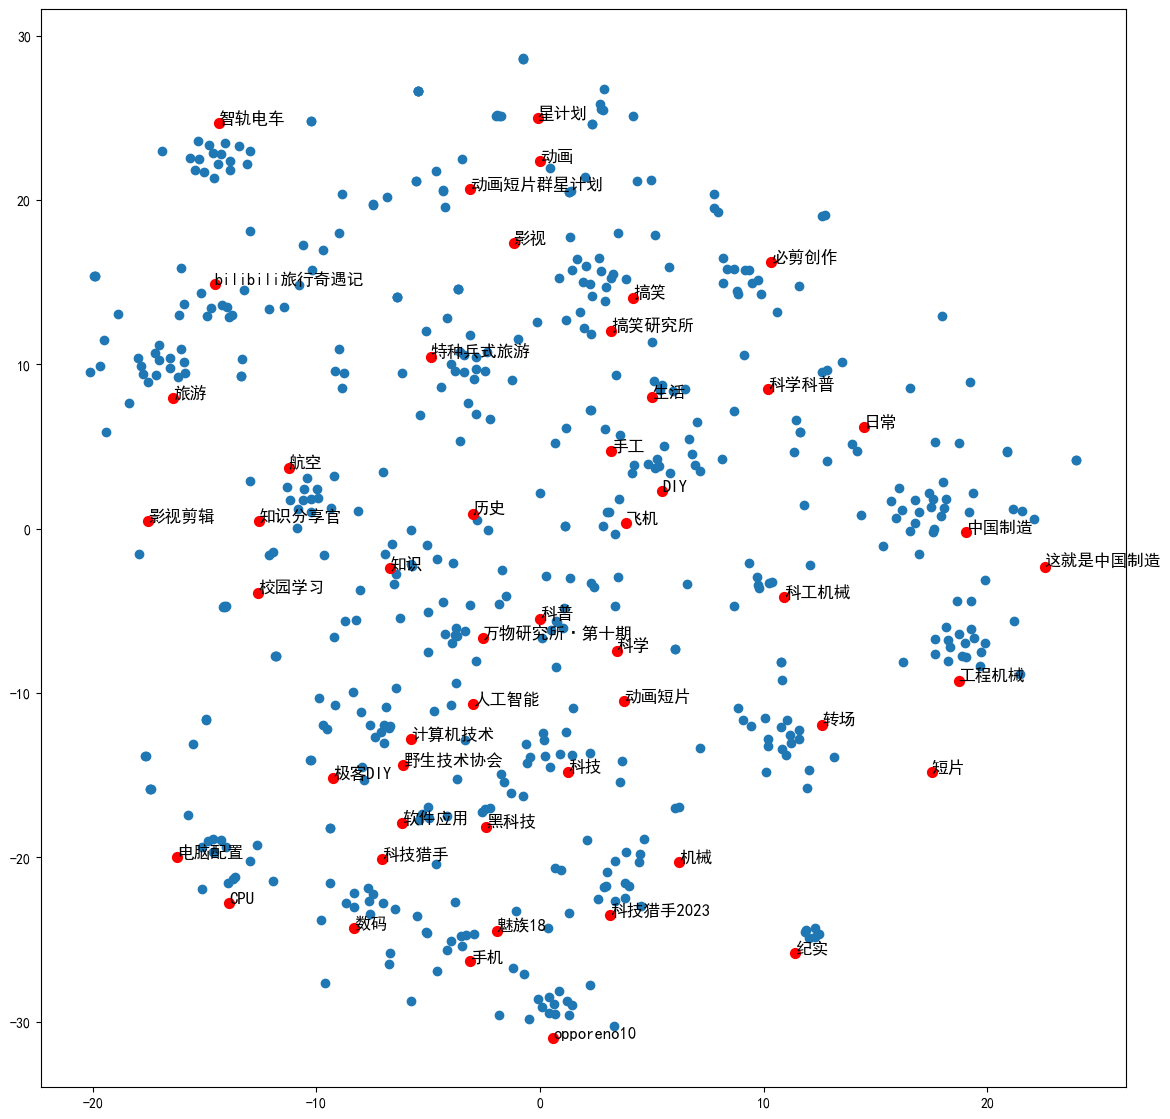 30
星计划
智轨电车
动画
动画短片群星计划
20
影视
必剪创作
bilibili旅行奇遇记
搞笑
搞笑研究所
特种兵式旅游
10
科学科普
生活
旅游
日常
手工
航空
DIY
历史
影视剪辑
知识分享官
飞机
0
中国制造
这就是中国制造
知识
校园学习
科工机械
科普
万物研究所·第十期
科学
工程机械
-10
动画短片
人工智能
转场
计算机技术
野生技术协会
科技
短片
极客DIY
软件应用
黑科技
电脑配置
科技猎手
-20
机械
CPU
科技猎手2023
数码
魅族18
纪实
手机
-30
opporeno10
-20
-10
0
10
20